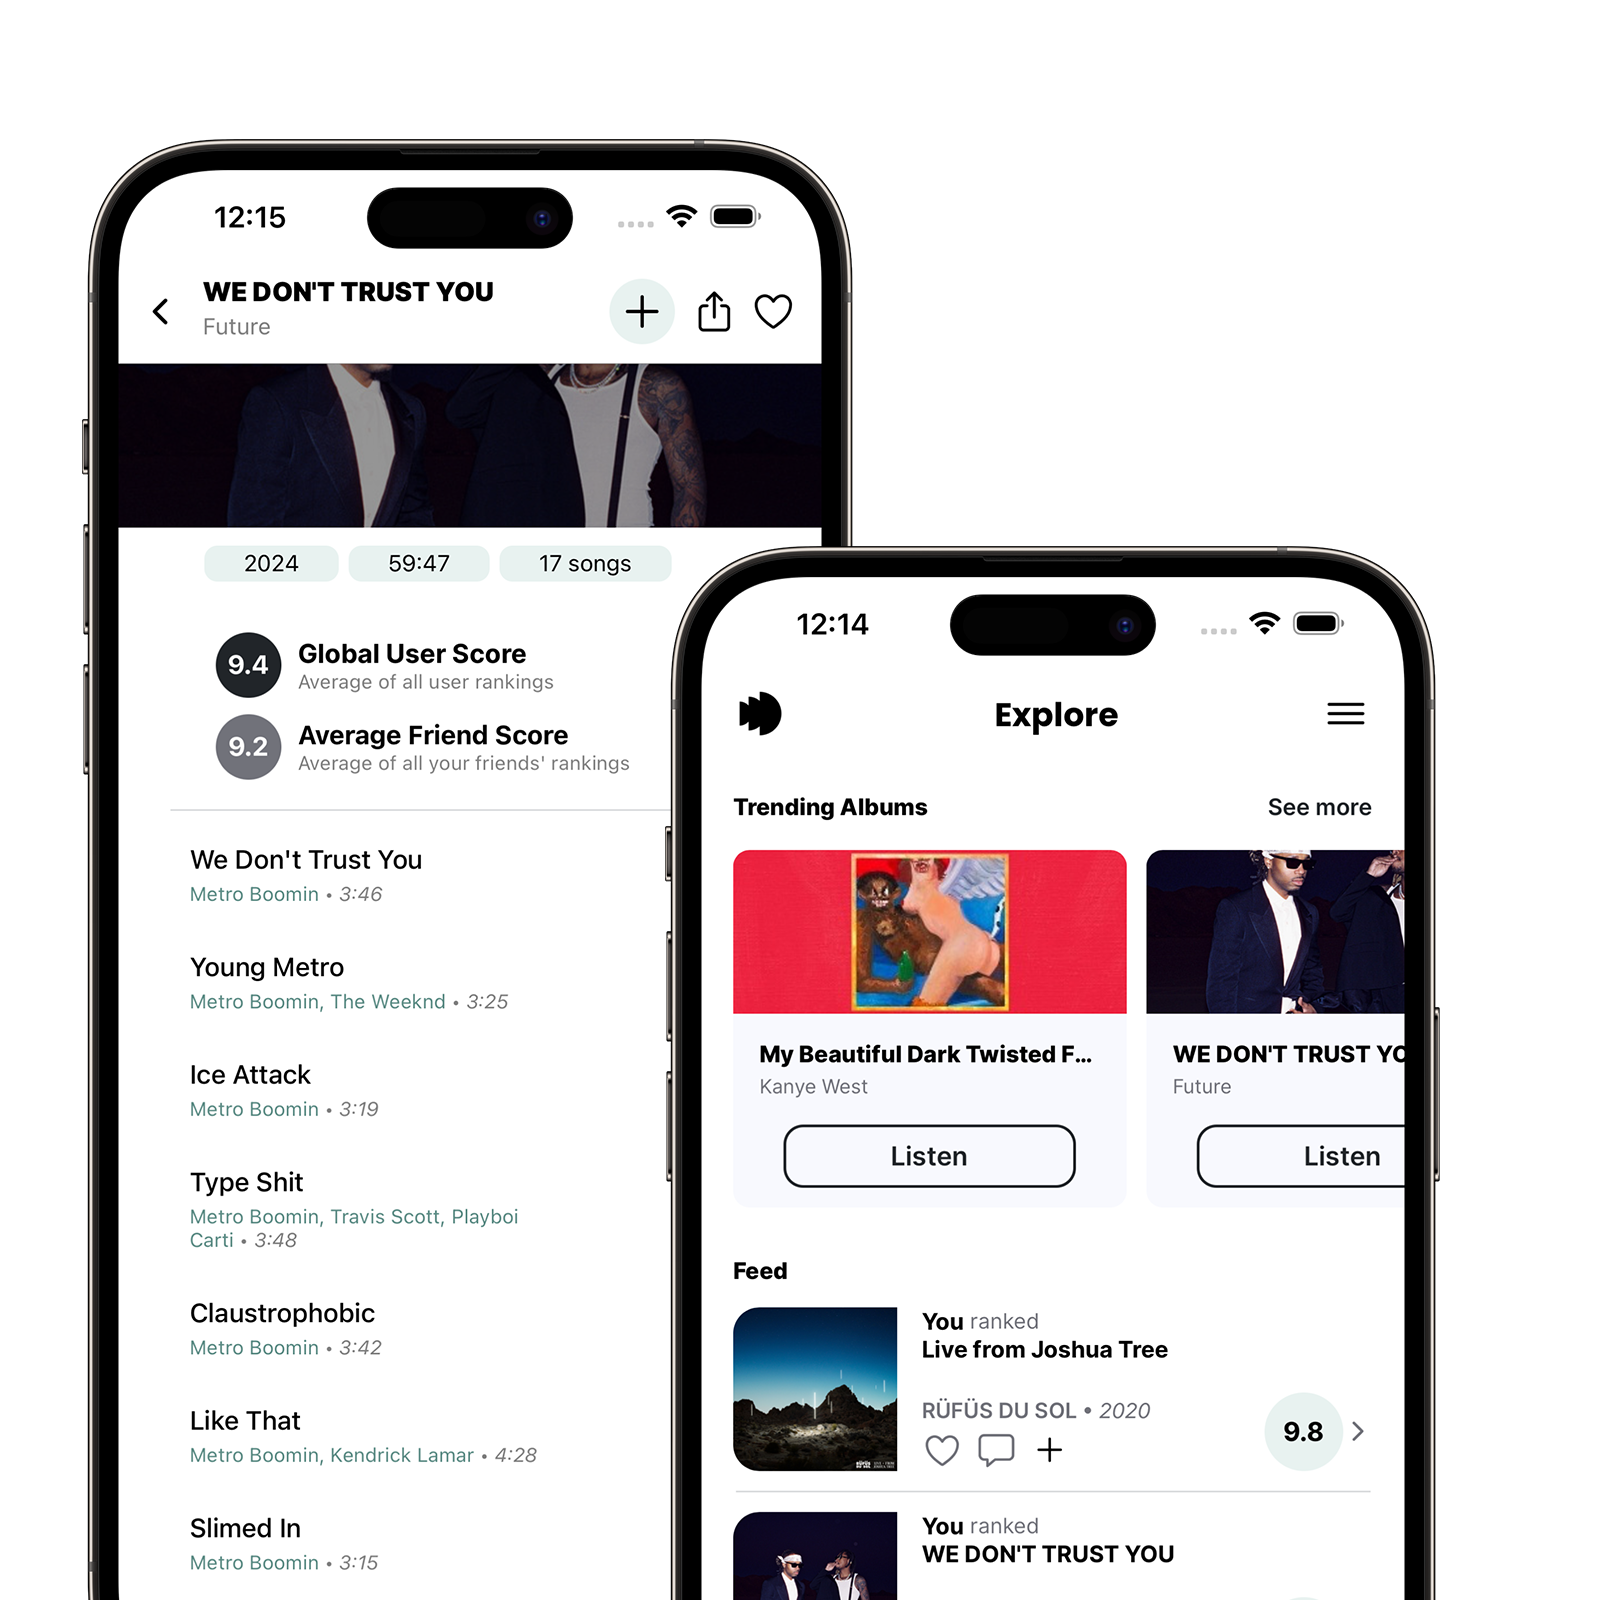 12:15
WE DON'T TRUST YOU
Future
2024
59:47
17 songs
9.4
Global User Score
Average of all user rankings
9.2
Average Friend Score
Average of all your friends' rankings
We Don't Trust You
Metro Boomin • 3:46
Young Metro
Metro Boomin, The Weeknd • 3:25
Ice Attack
Metro Boomin • 3:19
Type Shit
Metro Boomin, Travis Scott, Playboi
Carti • 3:48
Claustrophobic
Metro Boomin • 3:42
Like That
Metro Boomin, Kendrick Lamar • 4:28
Slimed In
Metro Boomin • 3:15
12:14
Explore
Trending Albums
See more
My Beautiful Dark Twisted F...
Kanye West
Listen
WE DON'T TRUST YO
Future
Listen
Feed
You ranked
Live from Joshua Tree
RÜFÜS DU SOL • 2020
9.8
You ranked
WE DON'T TRUST YOU